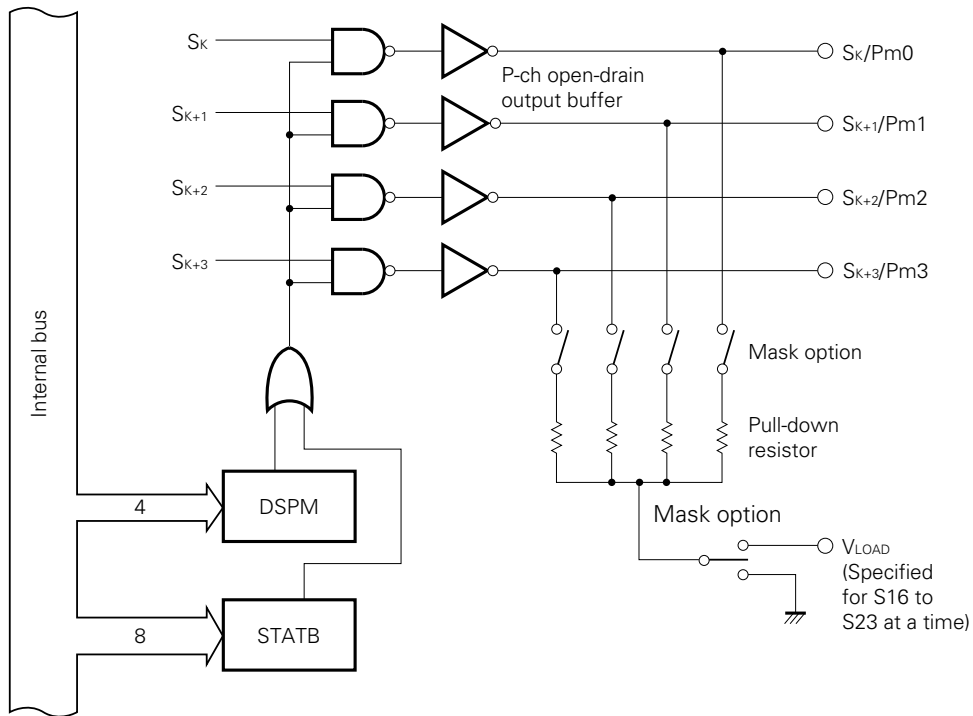 SK
SK/Pm0
P-ch open-drain
output buffer
SK+1
SK+1/Pm1
SK+2
SK+2/Pm2
SK+3
SK+3/Pm3
Internal bus
Mask option
Pull-down
resistor
4
DSPM
Mask option
VLOAD
(Specified
for S16 to
S23 at a time)
8
STATB